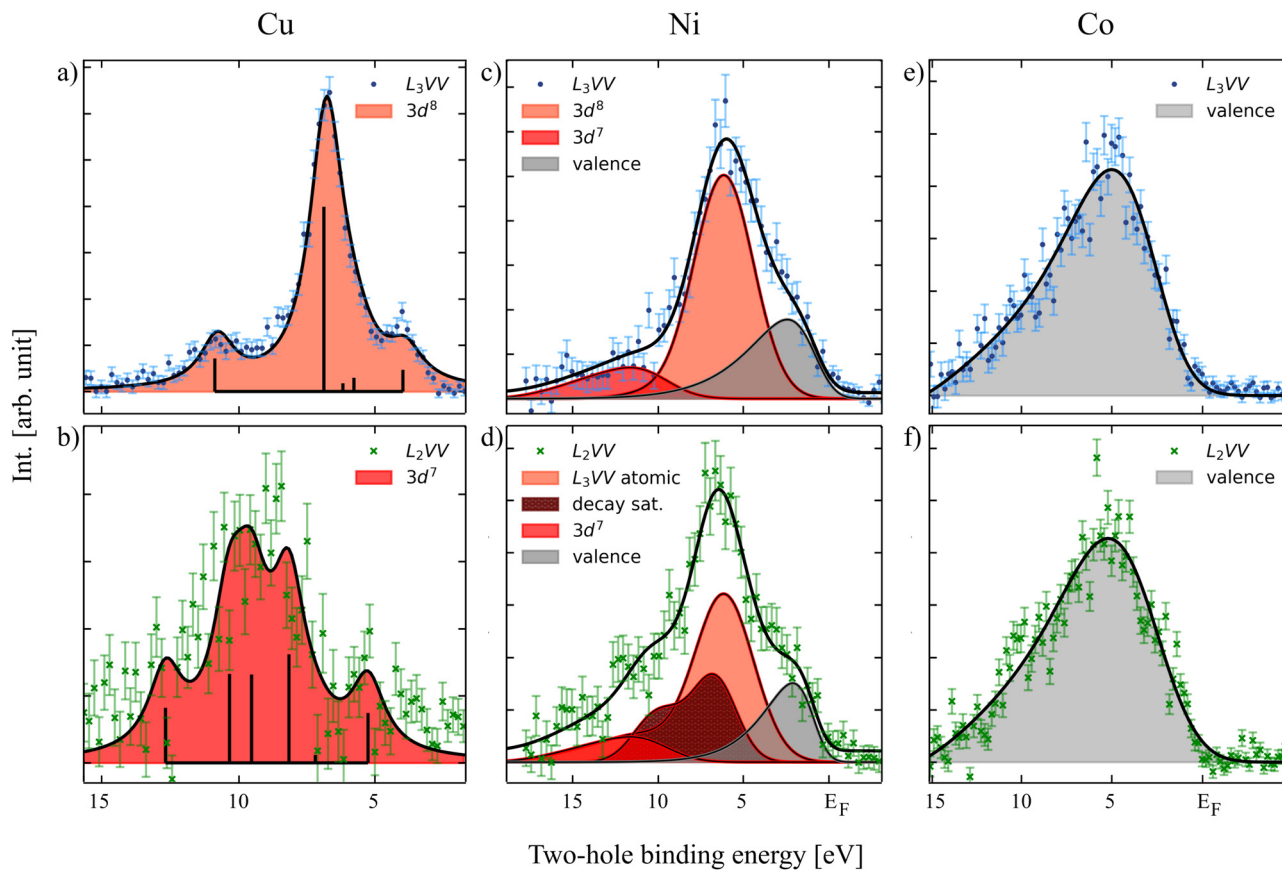 Cu
Ni
Co
a)
L₃VV
3d⁸
c)
L₃VV
3d⁸
3d⁷
valence
e)
L₃VV
valence
b)
L₂VV
3d⁷
d)
L₂VV
L₃VV atomic
decay sat.
3d⁷
valence
f)
L₂VV
valence
Int. [arb. unit]
15 10 5
15 10 5 E_F
15 10 5 E_F
Two-hole binding energy [eV]